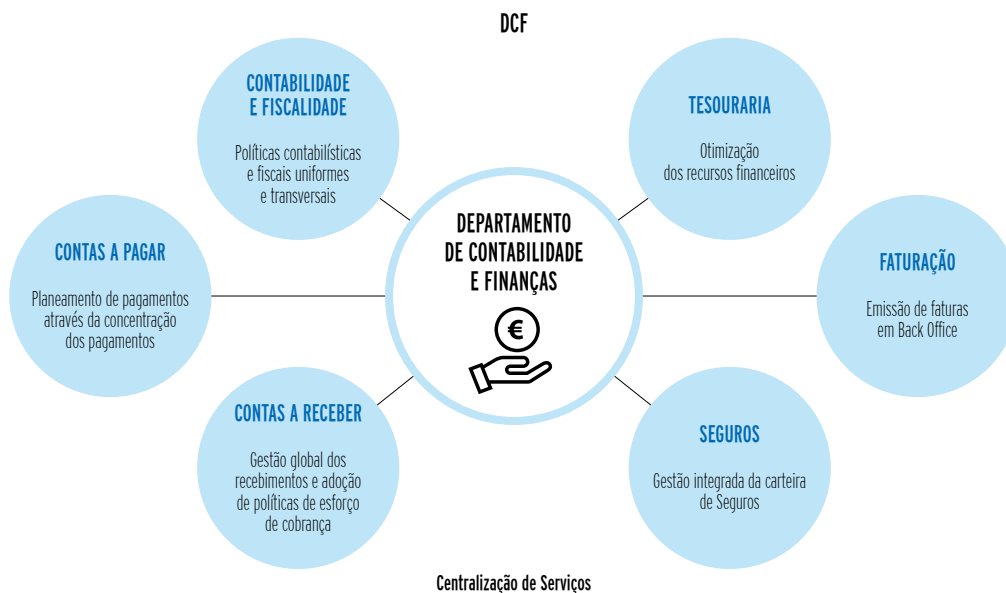 DCF
CONTABILIDADE
E FISCALIDADE
Políticas contabilísticas
e fiscais uniformes
e transversais
TESOURARIA
Otimização
dos recursos financeiros
CONTAS A PAGAR
Planeamento de pagamentos
através da concentração
dos pagamentos
DEPARTAMENTO
DE CONTABILIDADE
E FINANÇAS
€
FATURAÇÃO
Emissão de faturas
em Back Office
CONTAS A RECEBER
Gestão global dos
recebimentos e adoção
de políticas de esforço
de cobrança
SEGUROS
Gestão integrada da carteira
de Seguros
Centralização de Serviços